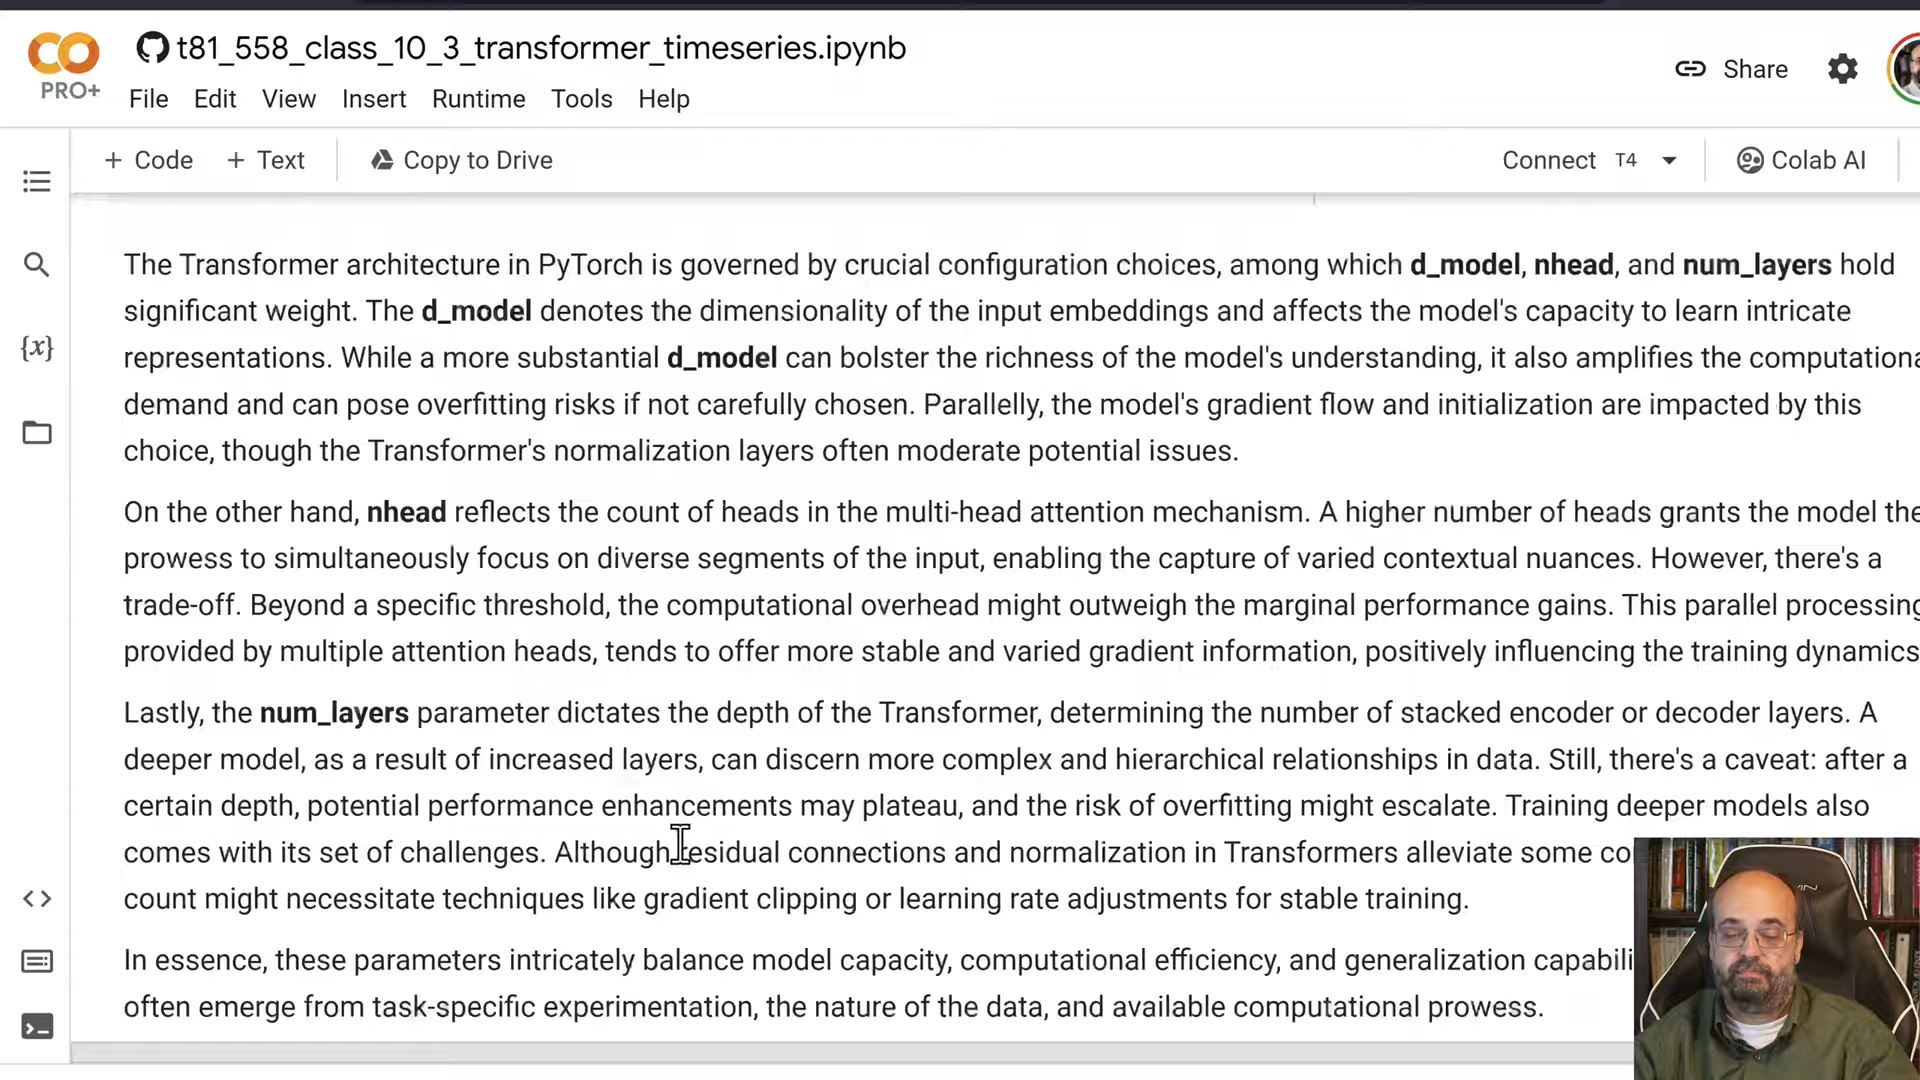 t81_558_class_10_3_transformer_timeseries.ipynb
PRO+
File Edit View Insert Runtime Tools Help
Share
+ Code + Text Copy to Drive
Connect T4 Colab AI
The Transformer architecture in PyTorch is governed by crucial configuration choices, among which d_model, nhead, and num_layers hold
significant weight. The d_model denotes the dimensionality of the input embeddings and affects the model's capacity to learn intricate
representations. While a more substantial d_model can bolster the richness of the model's understanding, it also amplifies the
demand and can pose overfitting risks if not carefully chosen. Parallelly, the model's gradient flow and initialization are impacted by this
choice, though the Transformer's normalization layers often moderate potential issues.
On the other hand, nhead reflects the count of heads in the multi-head attention mechanism. A higher number of heads grants the model the
prowess to simultaneously focus on diverse segments of the input, enabling the capture of varied contextual nuances. However, there's a
trade-off. Beyond a specific threshold, the computational overhead might outweigh the marginal performance gains. This parallel processing
provided by multiple attention heads, tends to offer more stable and varied gradient information, positively influencing the training dynamics
Lastly, the num_layers parameter dictates the depth of the Transformer, determining the number of stacked encoder or decoder layers. A
deeper model, as a result of increased layers, can discern more complex and hierarchical relationships in data. Still, there's a caveat: after a
certain depth, potential performance enhancements may plateau, and the risk of overfitting might escalate. Training deeper models also
comes with its set of challenges. Although residual connections and normalization in Transformers alleviate some
count might necessitate techniques like gradient clipping or learning rate adjustments for stable training.
In essence, these parameters intricately balance model capacity, computational efficiency, and generalization
often emerge from task-specific experimentation, the nature of the data, and available computational prowess.